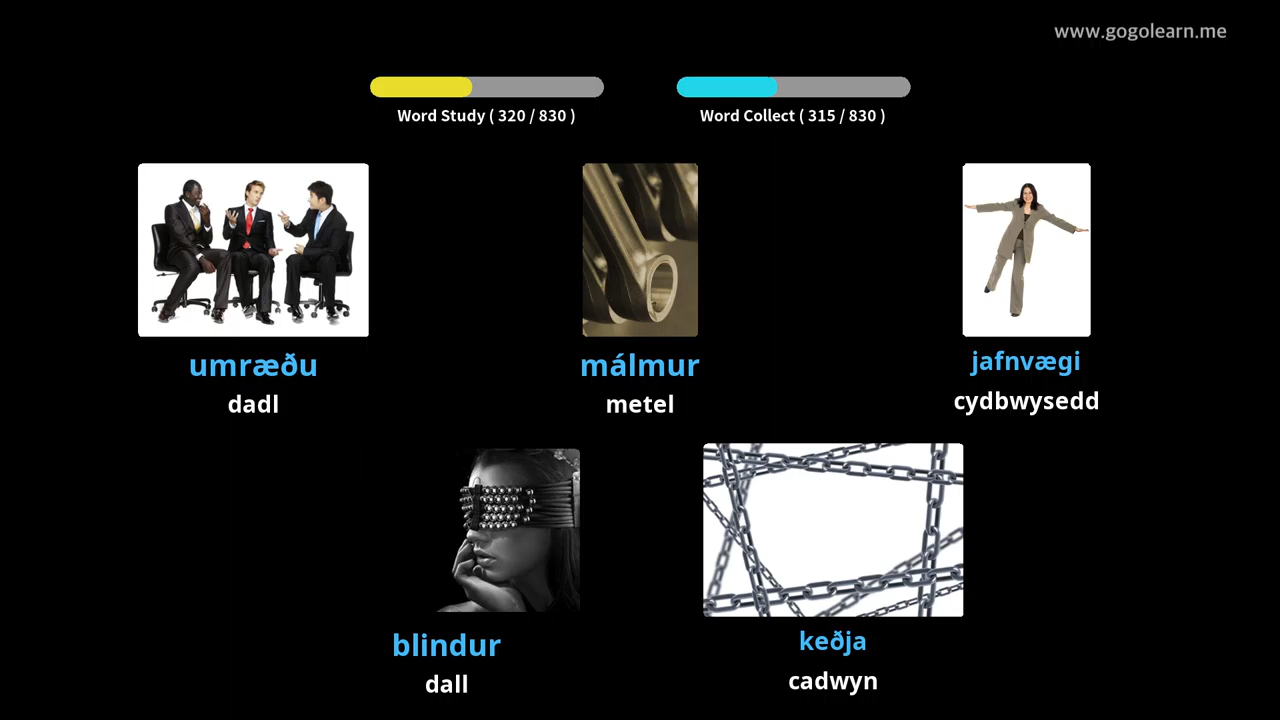 www.gogolearn.me
Word Study ( 320 / 830 )
Word Collect ( 315 / 830 )
umræðu
dadl
málmur
metel
jafnvægi
cydbwysedd
blindur
dall
keðja
cadwyn